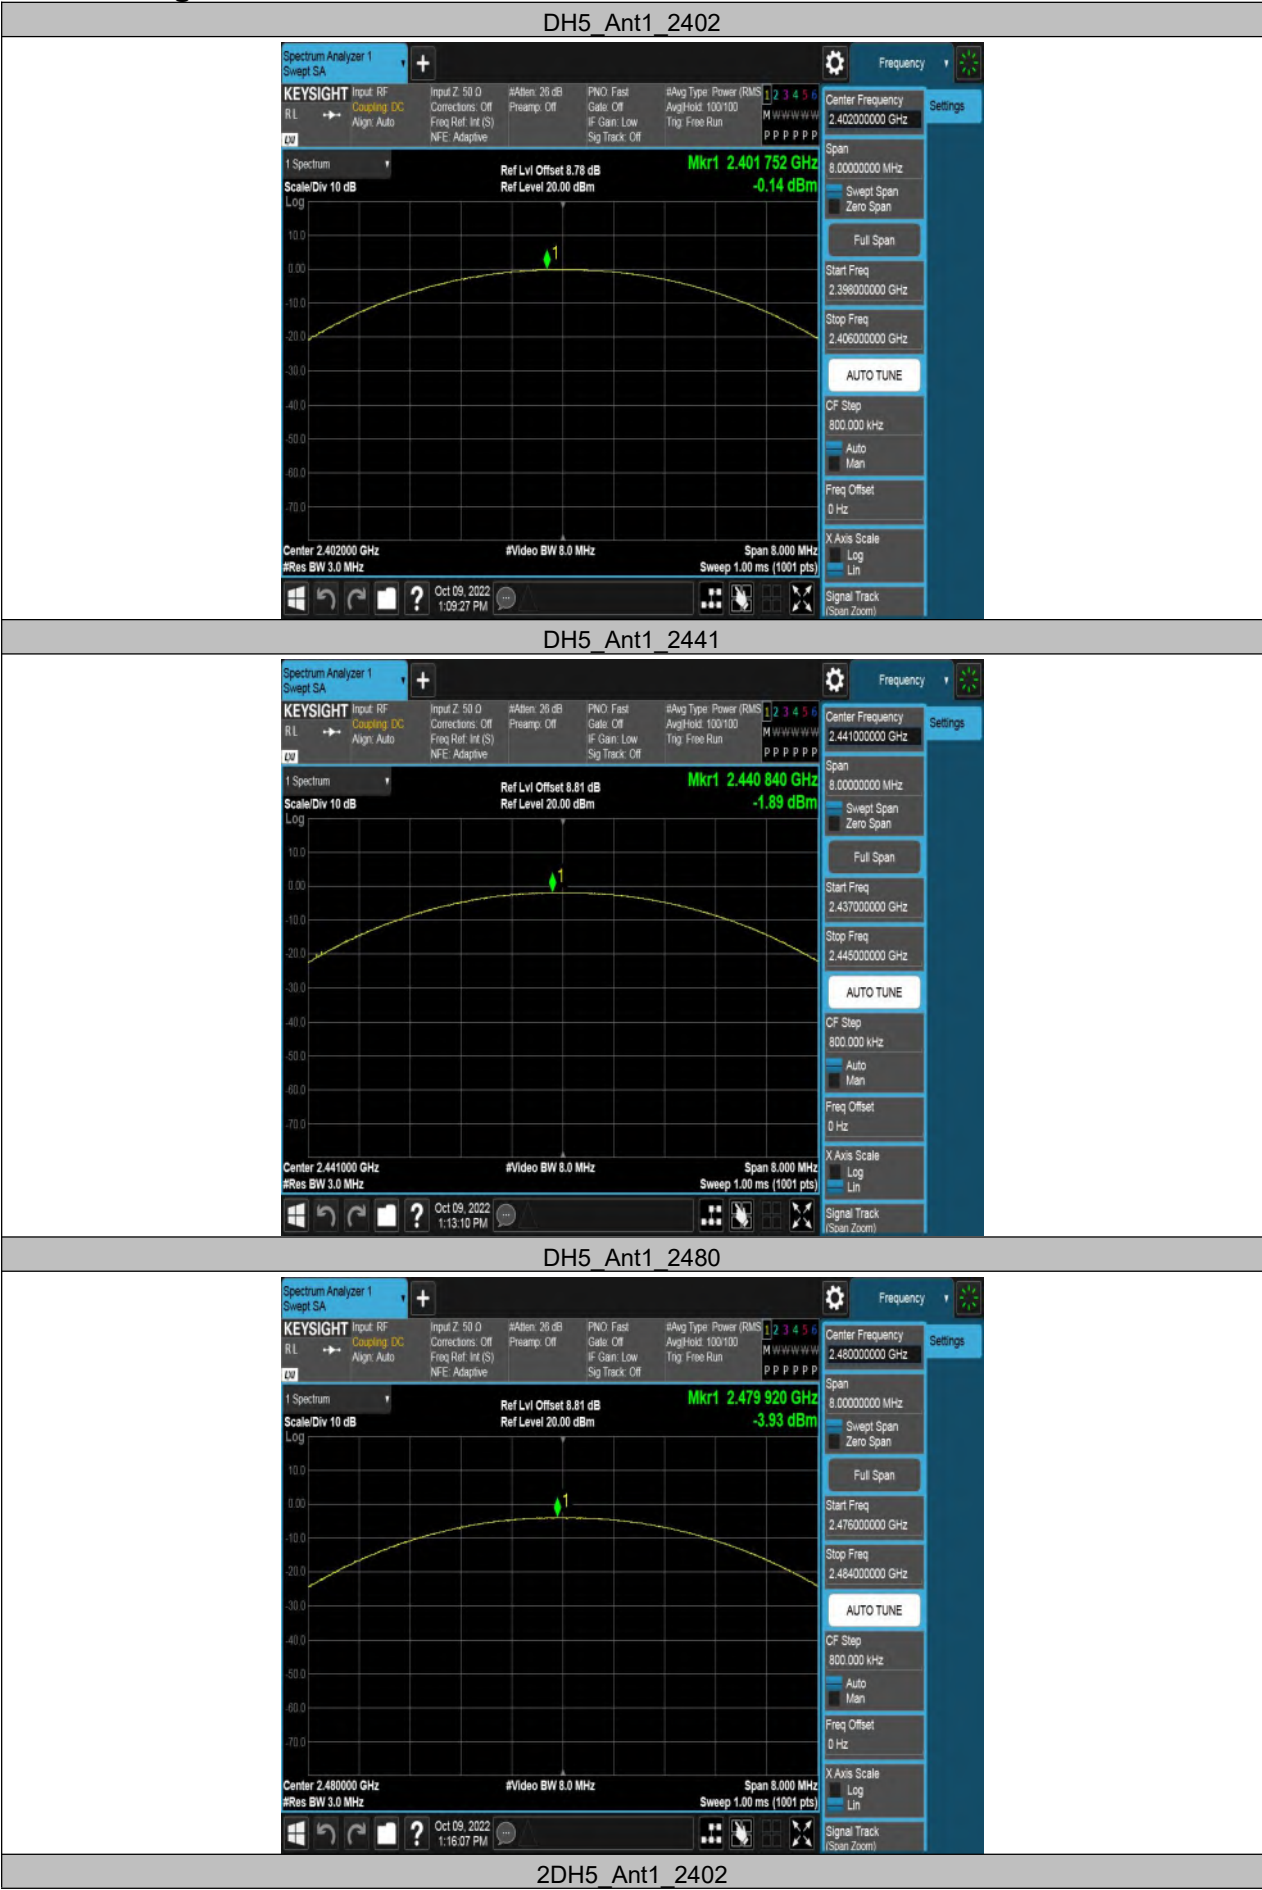 DH5_Ant1_2402
Spectrum Analyzer 1
Swept SA
Frequency
KEYSIGHT Input: RF Input Z: 50 Ω #Atten: 26 dB PNO: Fast #Avg Type: Power (RMS 1 2 3 4 5 6
RL Coupling: DC Corrections: Off Preamp: Off Gate: Off Avg|Hold: 100/100 M W W W W W
Align: Auto Freq Ref: Int (S) IF Gain: Low Trig: Free Run
NFE: Adaptive Sig Track: Off P P P P P P
LXI
Center Frequency
2.402000000 GHz
Settings
1 Spectrum
Ref Lvl Offset 8.78 dB
Mkr1 2.401 752 GHz
Scale/Div 10 dB
Ref Level 20.00 dBm
-0.14 dBm
Log
10.0
0.00
-10.0
-20.0
-30.0
-40.0
-50.0
-60.0
-70.0
1
Center 2.402000 GHz #Video BW 8.0 MHz Span 8.000 MHz
#Res BW 3.0 MHz Sweep 1.00 ms (1001 pts)
Oct 09, 2022
1:09:27 PM
Span
8.00000000 MHz
Swept Span
Zero Span
Full Span
Start Freq
2.398000000 GHz
Stop Freq
2.406000000 GHz
AUTO TUNE
CF Step
800.000 kHz
Auto
Man
Freq Offset
0 Hz
X Axis Scale
Log
Lin
Signal Track
(Span Zoom)
DH5_Ant1_2441
Spectrum Analyzer 1
Swept SA
Frequency
KEYSIGHT Input: RF Input Z: 50 Ω #Atten: 26 dB PNO: Fast #Avg Type: Power (RMS 1 2 3 4 5 6
RL Coupling: DC Corrections: Off Preamp: Off Gate: Off Avg|Hold: 100/100 M W W W W W
Align: Auto Freq Ref: Int (S) IF Gain: Low Trig: Free Run
NFE: Adaptive Sig Track: Off P P P P P P
LXI
Center Frequency
2.441000000 GHz
Settings
1 Spectrum
Ref Lvl Offset 8.81 dB
Mkr1 2.440 840 GHz
Scale/Div 10 dB
Ref Level 20.00 dBm
-1.89 dBm
Log
10.0
0.00
-10.0
-20.0
-30.0
-40.0
-50.0
-60.0
-70.0
1
Center 2.441000 GHz #Video BW 8.0 MHz Span 8.000 MHz
#Res BW 3.0 MHz Sweep 1.00 ms (1001 pts)
Oct 09, 2022
1:13:10 PM
Span
8.00000000 MHz
Swept Span
Zero Span
Full Span
Start Freq
2.437000000 GHz
Stop Freq
2.445000000 GHz
AUTO TUNE
CF Step
800.000 kHz
Auto
Man
Freq Offset
0 Hz
X Axis Scale
Log
Lin
Signal Track
(Span Zoom)
DH5_Ant1_2480
Spectrum Analyzer 1
Swept SA
Frequency
KEYSIGHT Input: RF Input Z: 50 Ω #Atten: 26 dB PNO: Fast #Avg Type: Power (RMS 1 2 3 4 5 6
RL Coupling: DC Corrections: Off Preamp: Off Gate: Off Avg|Hold: 100/100 M W W W W W
Align: Auto Freq Ref: Int (S) IF Gain: Low Trig: Free Run
NFE: Adaptive Sig Track: Off P P P P P P
LXI
Center Frequency
2.480000000 GHz
Settings
1 Spectrum
Ref Lvl Offset 8.81 dB
Mkr1 2.479 920 GHz
Scale/Div 10 dB
Ref Level 20.00 dBm
-3.93 dBm
Log
10.0
0.00
-10.0
-20.0
-30.0
-40.0
-50.0
-60.0
-70.0
1
Center 2.480000 GHz #Video BW 8.0 MHz Span 8.000 MHz
#Res BW 3.0 MHz Sweep 1.00 ms (1001 pts)
Oct 09, 2022
1:16:07 PM
Span
8.00000000 MHz
Swept Span
Zero Span
Full Span
Start Freq
2.476000000 GHz
Stop Freq
2.484000000 GHz
AUTO TUNE
CF Step
800.000 kHz
Auto
Man
Freq Offset
0 Hz
X Axis Scale
Log
Lin
Signal Track
(Span Zoom)
2DH5_Ant1_2402